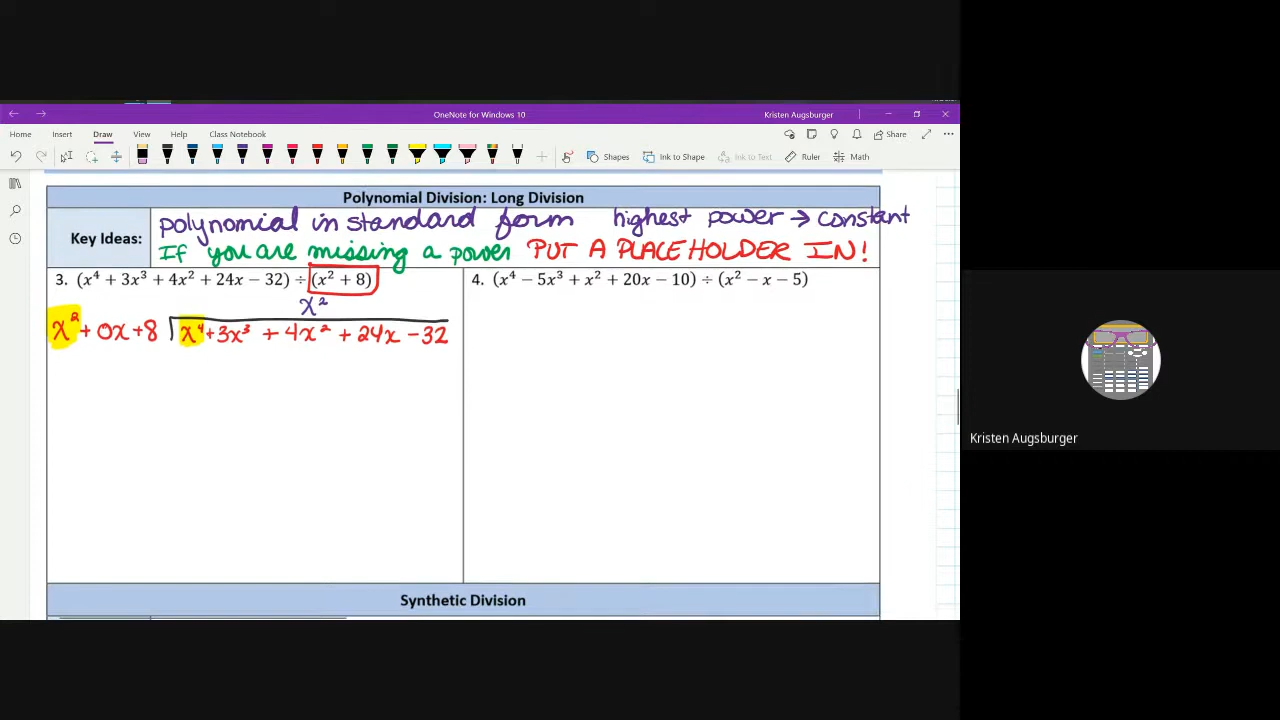 OneNote for Windows 10
Kristen Augsburger
Home Insert Draw View Help Class Notebook
Share
Shapes Ink to Shape Ink to Text Ruler Math
Polynomial Division: Long Division
Key Ideas:
polynomial in standard form highest power → constant
If you are missing a power PUT A PLACEHOLDER IN!
3. (x⁴ + 3x³ + 4x² + 24x − 32) ÷ (x² + 8)
x²
x² + 0x + 8 x⁴ + 3x³ + 4x² + 24x − 32
4. (x⁴ − 5x³ + x² + 20x − 10) ÷ (x² − x − 5)
Synthetic Division
Kristen Augsburger